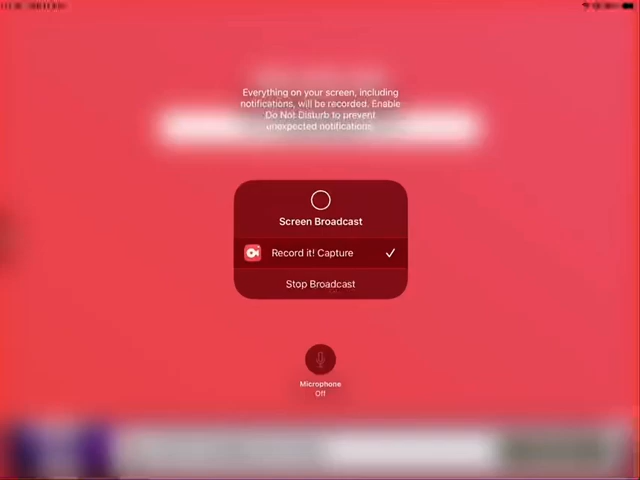 Everything on your screen, including
notifications, will be recorded. Enable
Do Not Disturb to prevent
unexpected notifications.
Screen Broadcast
Record it! Capture
Stop Broadcast
Microphone
Off